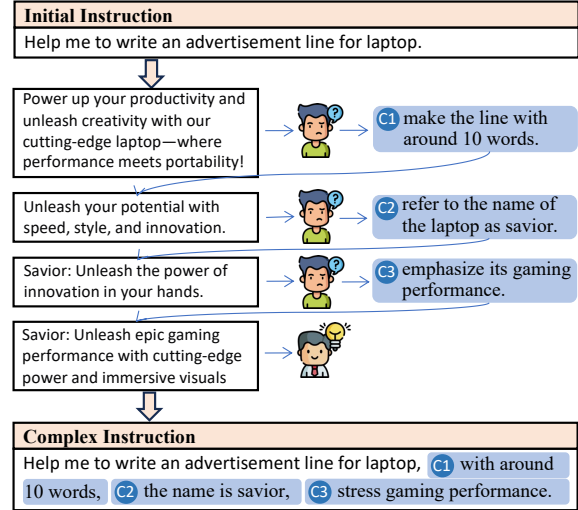 Initial Instruction
Help me to write an advertisement line for laptop.
Power up your productivity and
unleash creativity with our
cutting-edge laptop—where
performance meets portability!
?
C1 make the line with
around 10 words.
Unleash your potential with
speed, style, and innovation.
?
C2 refer to the name of
the laptop as savior.
Savior: Unleash the power of
innovation in your hands.
?
C3 emphasize its gaming
performance.
Savior: Unleash epic gaming
performance with cutting-edge
power and immersive visuals
Complex Instruction
Help me to write an advertisement line for laptop, C1 with around
10 words, C2 the name is savior, C3 stress gaming performance.